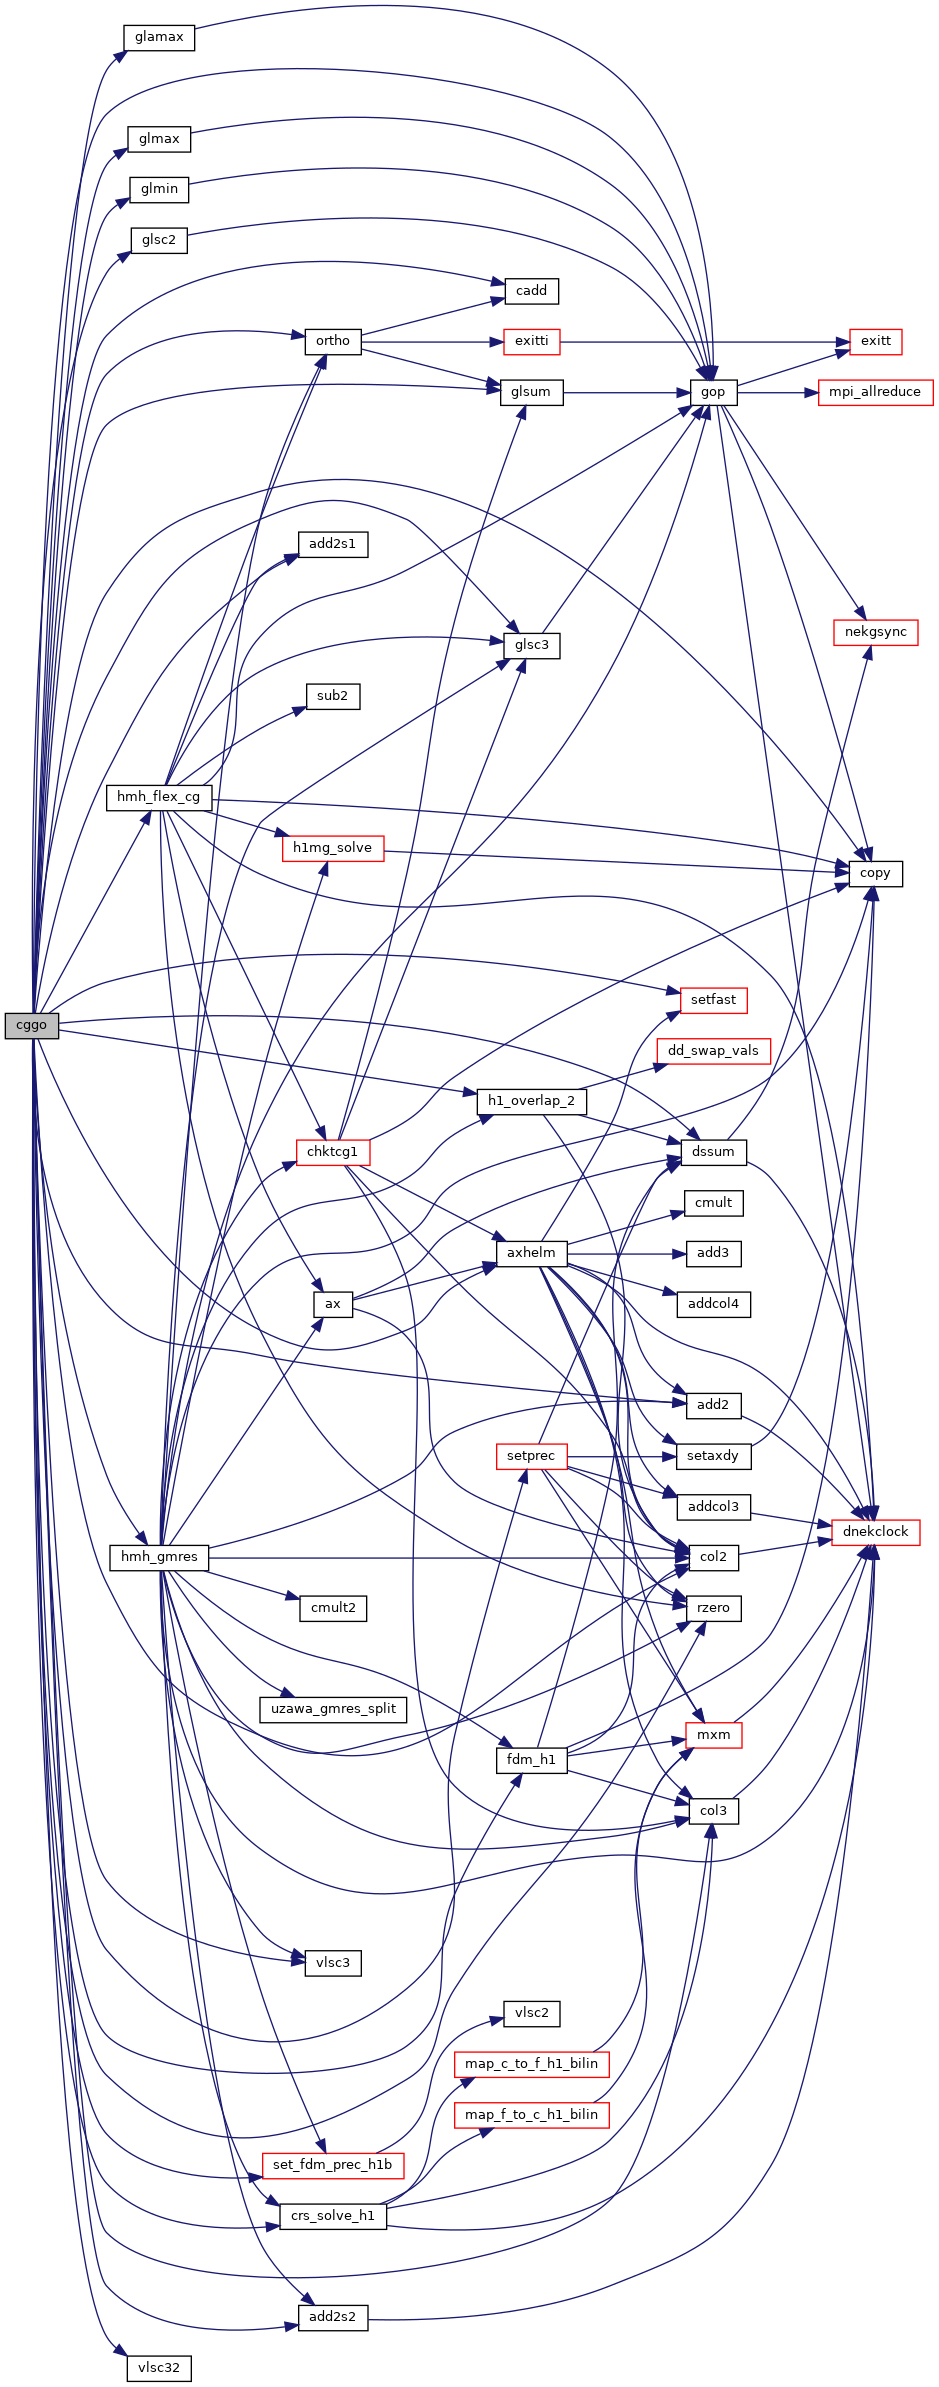 glamax
glmax
glmin
glsc2
cadd
ortho
exitti
exitt
glsum
gop
mpi_allreduce
add2s1
nekgsync
glsc3
sub2
hmh_flex_cg
h1mg_solve
copy
setfast
cggo
dd_swap_vals
h1_overlap_2
chktcg1
dssum
cmult
axhelm
add3
ax
addcol4
add2
setprec
setaxdy
addcol3
dnekclock
hmh_gmres
col2
cmult2
rzero
uzawa_gmres_split
mxm
fdm_h1
col3
vlsc3
vlsc2
map_c_to_f_h1_bilin
map_f_to_c_h1_bilin
set_fdm_prec_h1b
crs_solve_h1
add2s2
vlsc32